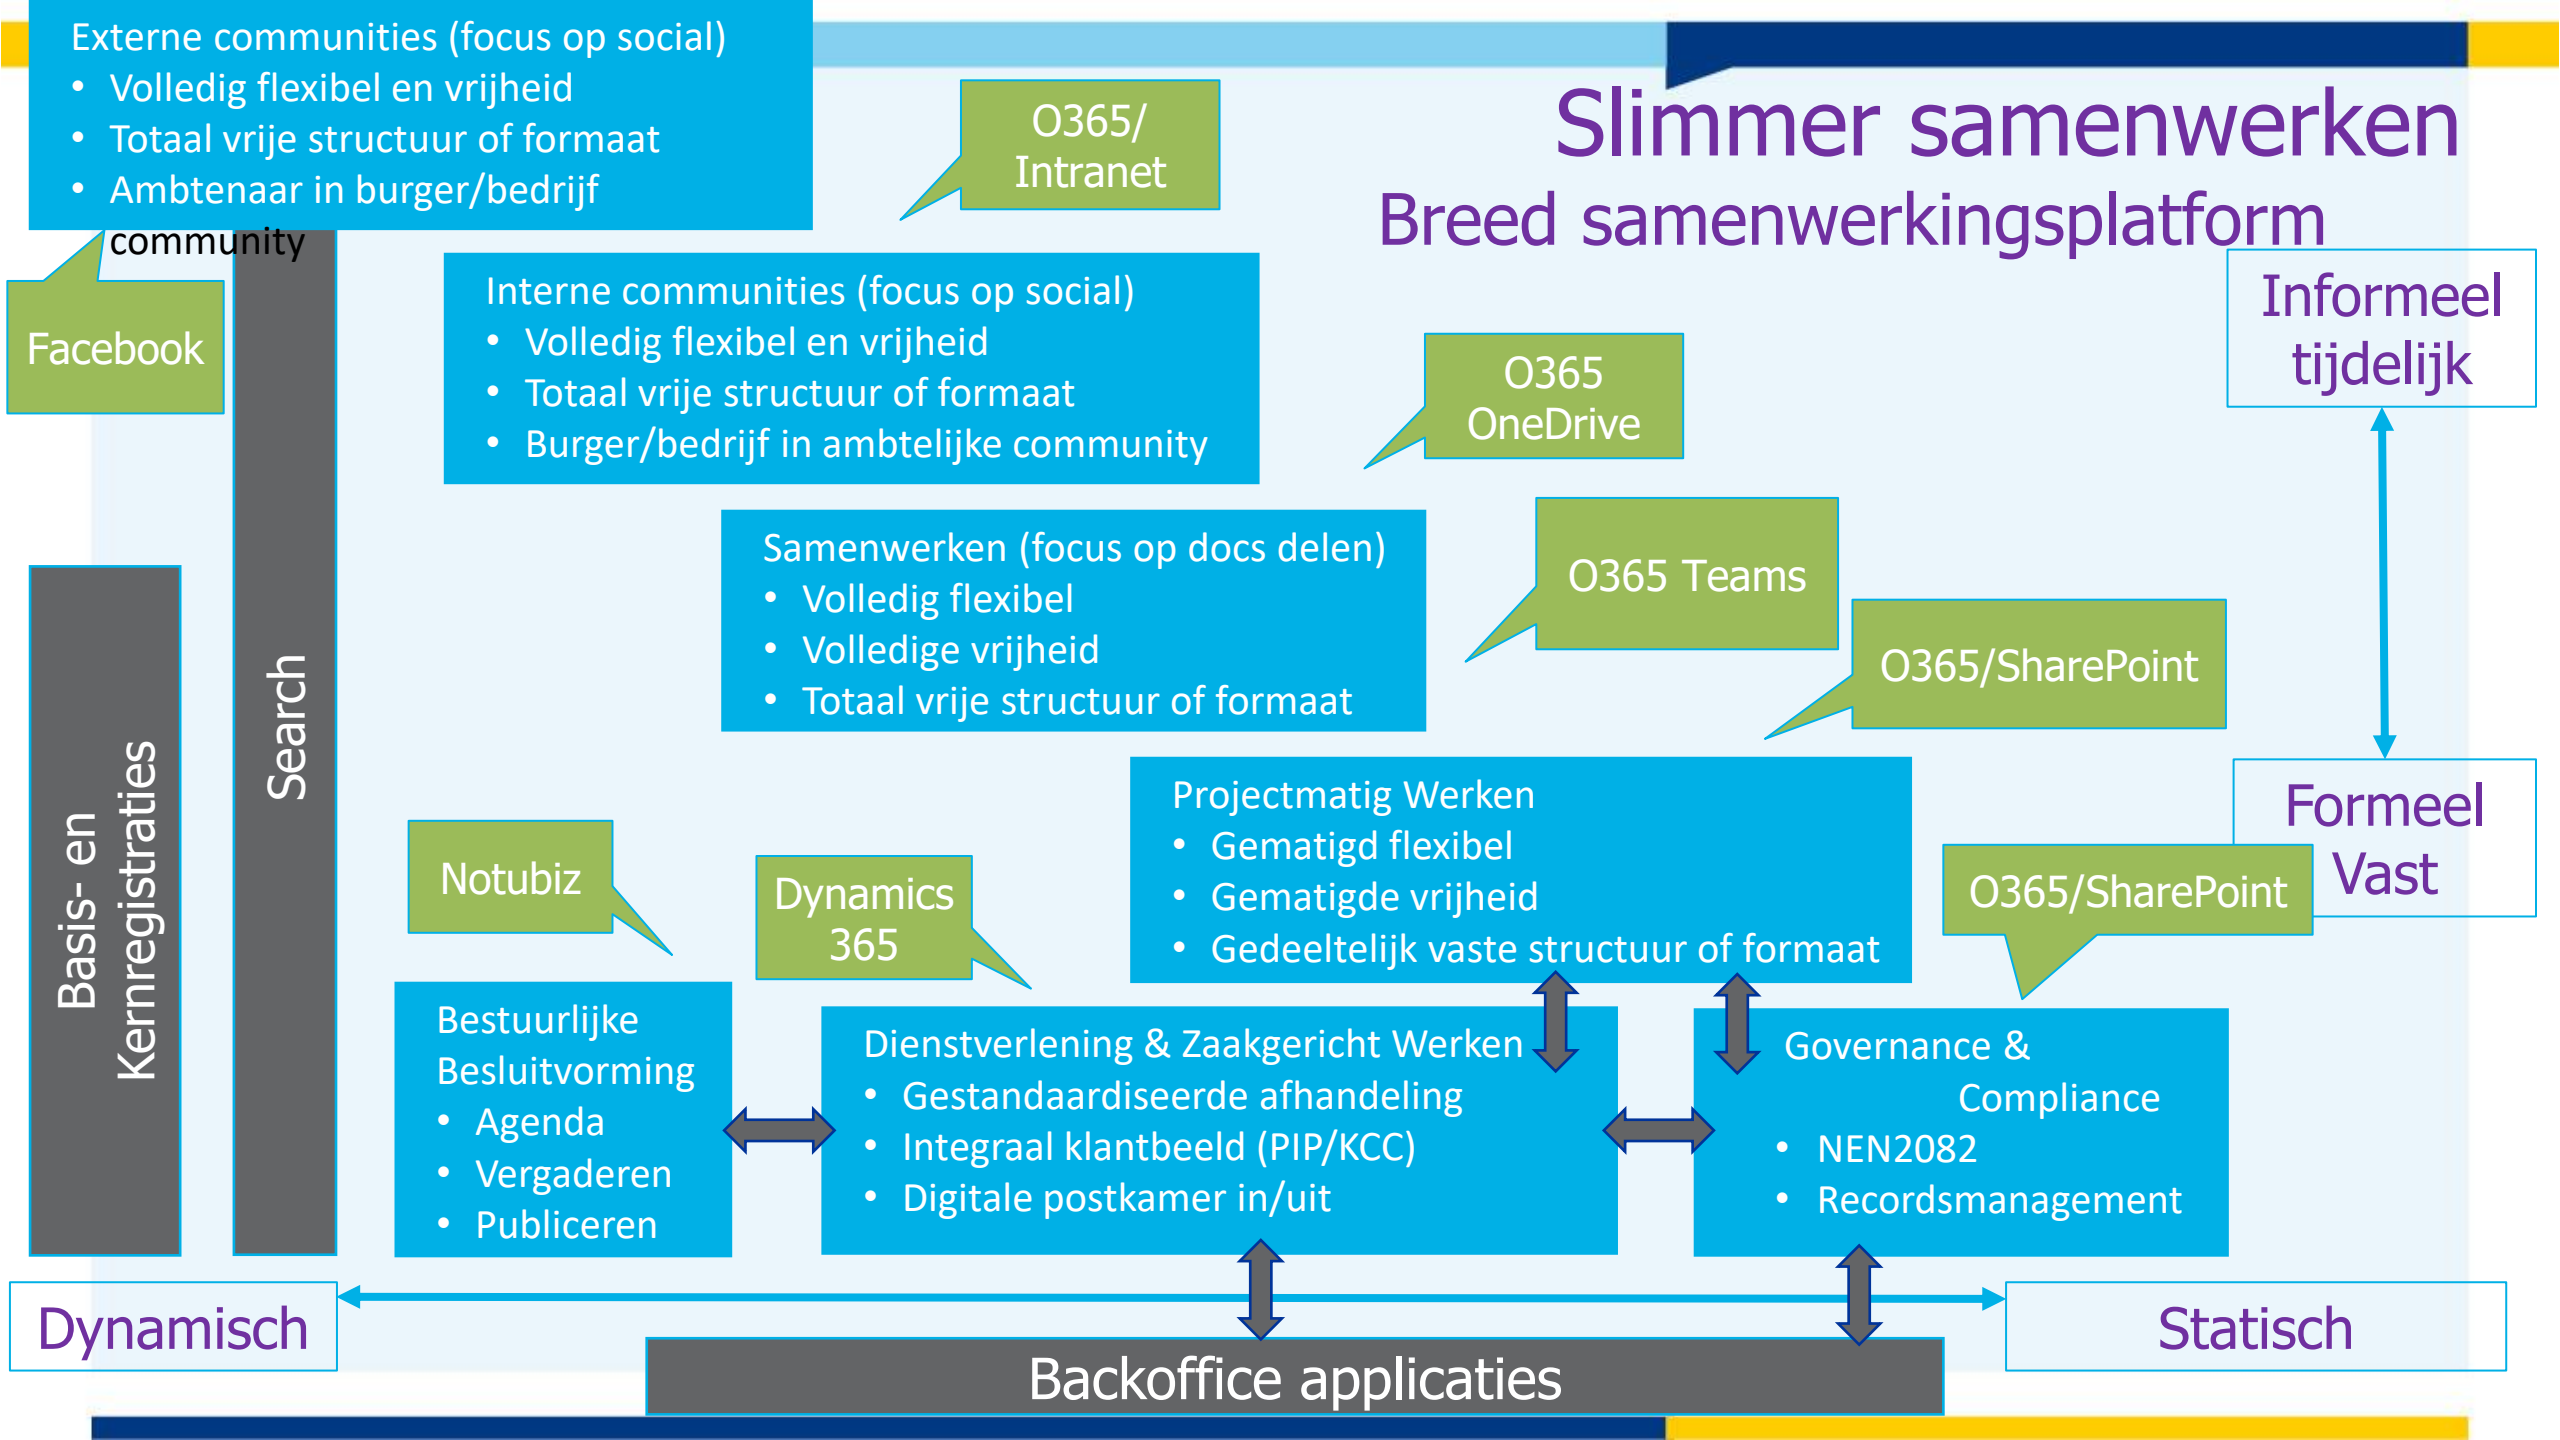 Externe communities (focus op social)
• Volledig flexibel en vrijheid
• Totaal vrije structuur of formaat
• Ambtenaar in burger/bedrijf
community
O365/
Intranet
Slimmer samenwerken
Breed samenwerkingsplatform
Facebook
Interne communities (focus op social)
• Volledig flexibel en vrijheid
• Totaal vrije structuur of formaat
• Burger/bedrijf in ambtelijke community
O365
OneDrive
Informeel
tijdelijk
Samenwerken (focus op docs delen)
• Volledig flexibel
• Volledige vrijheid
• Totaal vrije structuur of formaat
O365 Teams
O365/SharePoint
Basis- en
Kernregistraties
Search
Projectmatig Werken
• Gematigd flexibel
• Gematigde vrijheid
• Gedeeltelijk vaste structuur of formaat
Formeel
Vast
O365/SharePoint
Notubiz
Dynamics
365
Bestuurlijke
Besluitvorming
• Agenda
• Vergaderen
• Publiceren
Dienstverlening & Zaakgericht Werken
• Gestandaardiseerde afhandeling
• Integraal klantbeeld (PIP/KCC)
• Digitale postkamer in/uit
Governance &
Compliance
• NEN2082
• Recordsmanagement
Dynamisch
Statisch
Backoffice applicaties